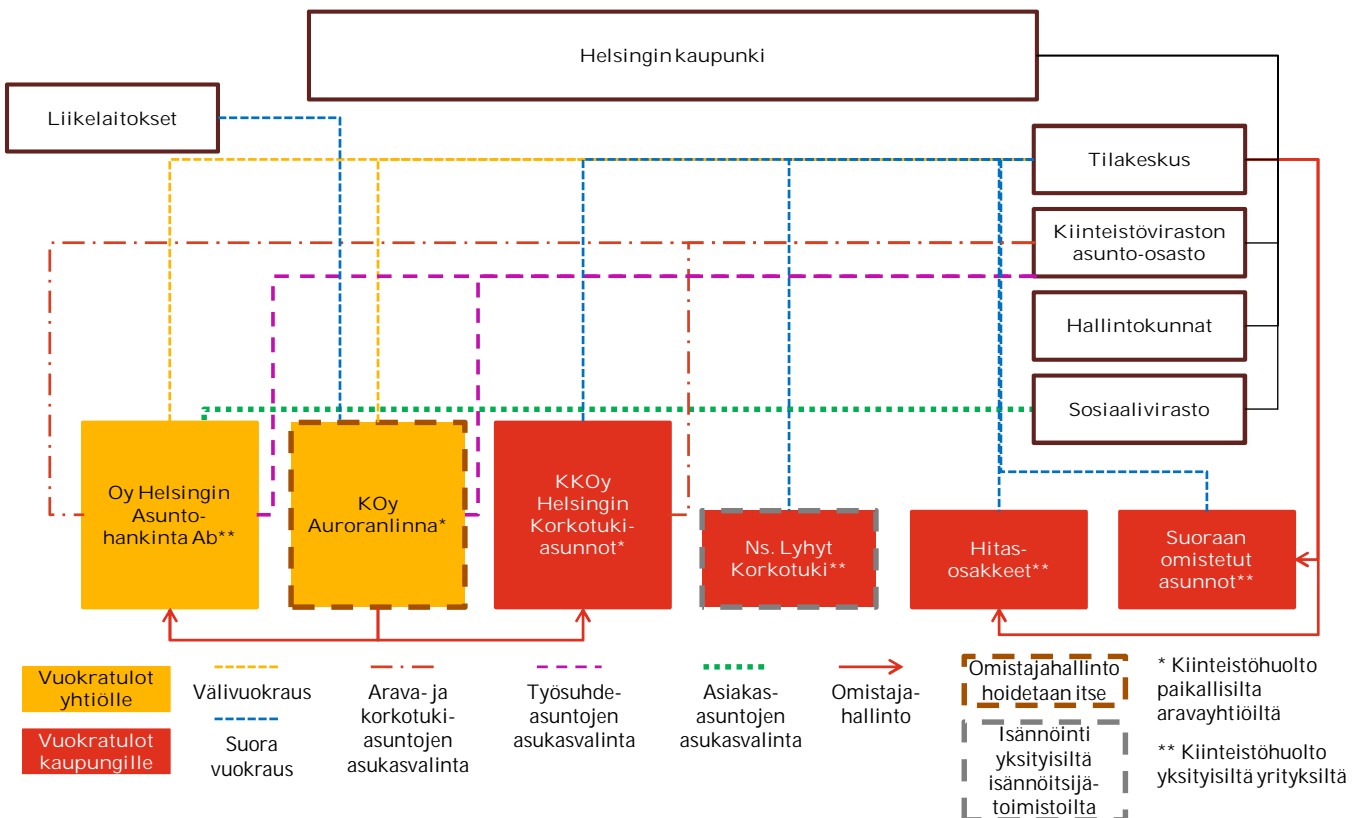 Helsingin kaupunki
Liikelaitokset
Tilakeskus
Kiinteistöviraston
asunto-osasto
Hallintokunnat
Sosiaalivirasto
Oy Helsingin
Asunto-
hankinta Ab**
KOy
Auroranlinna*
KKOy
Helsingin
Korkotuki-
asunnot*
Ns. Lyhyt
Korkotuki**
Hitas-
osakkeet**
Suoraan
omistetut
asunnot**
Vuokratulot
yhtiölle
Vuokratulot
kaupungille
Välivuokraus
Suora
vuokraus
Arava- ja
korkotuki-
asuntojen
asukasvalinta
Työsuhde-
asuntojen
asukasvalinta
Asiakas-
asuntojen
asukasvalinta
Omistaja-
hallinto
Omistajahallinto
hoidetaan itse
Isännöinti
yksityisiltä
isännöitsijä-
toimistoilta
* Kiinteistöhuolto
paikallisilta
aravayhtiöiltä
** Kiinteistöhuolto
yksityisiltä yrityksiltä